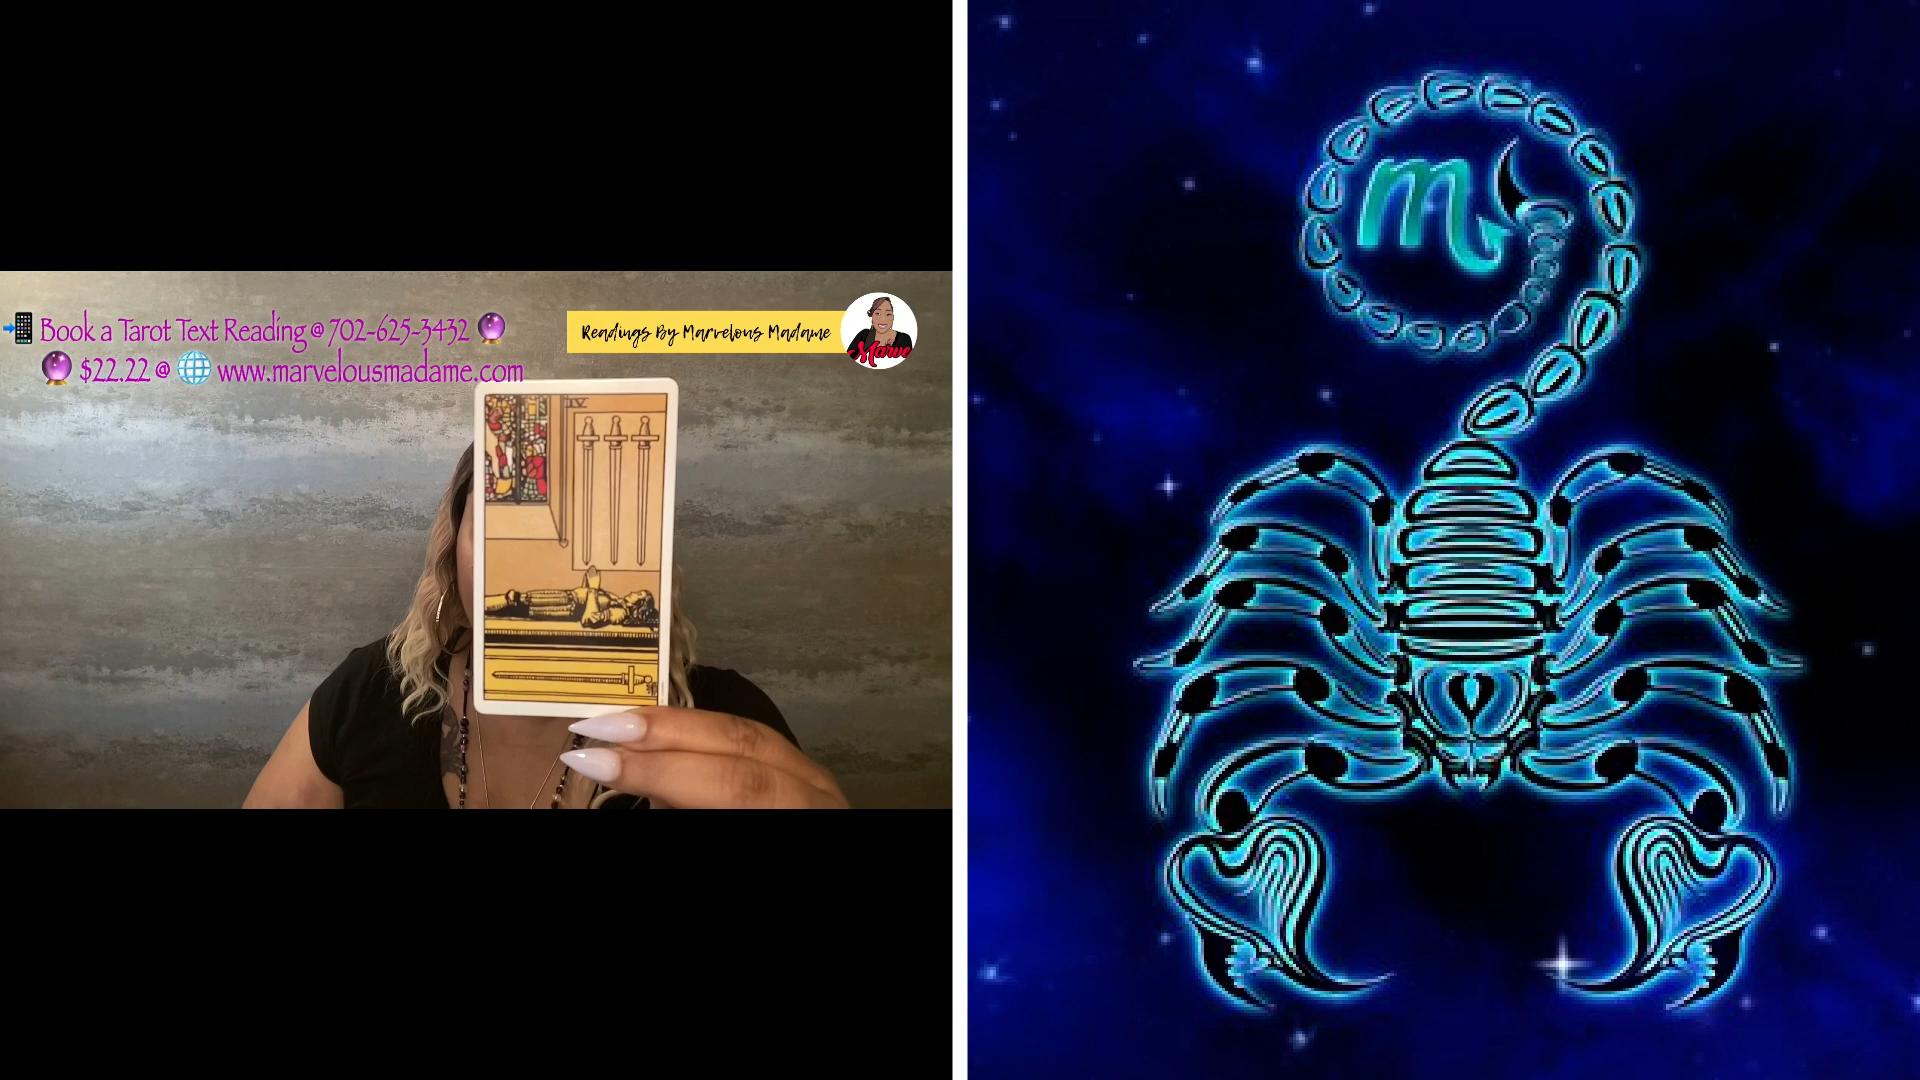 Book a Tarot Text Reading @ 702-625-3432
$22.22 @ www.marvelousmadame.com
Readings By Marvelous Madame
Marve
IV